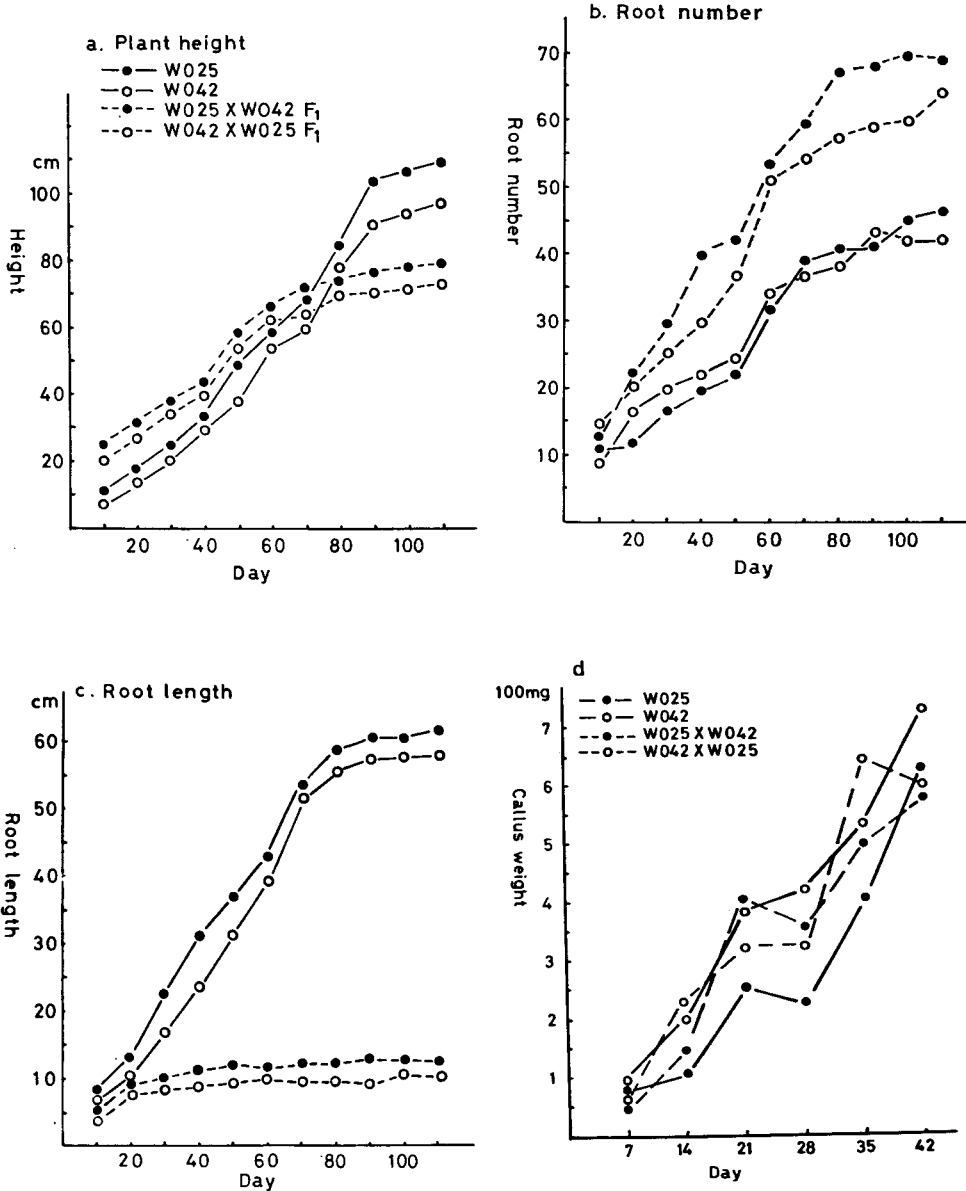 a. Plant height
W025
W042
W025 X W042 F1
W042 X W025 F1
cm
100
80
60
40
20
Height
20 40 60 80 100
Day
b. Root number
70
60
50
40
30
20
10
Root number
20 40 60 80 100
Day
c. Root length
cm
60
50
40
30
20
10
Root length
20 40 60 80 100
Day
d
100mg
W025
W042
W025 X W042
W042 X W025
7
6
5
4
3
2
1
Callus weight
7 14 21 28 35 42
Day